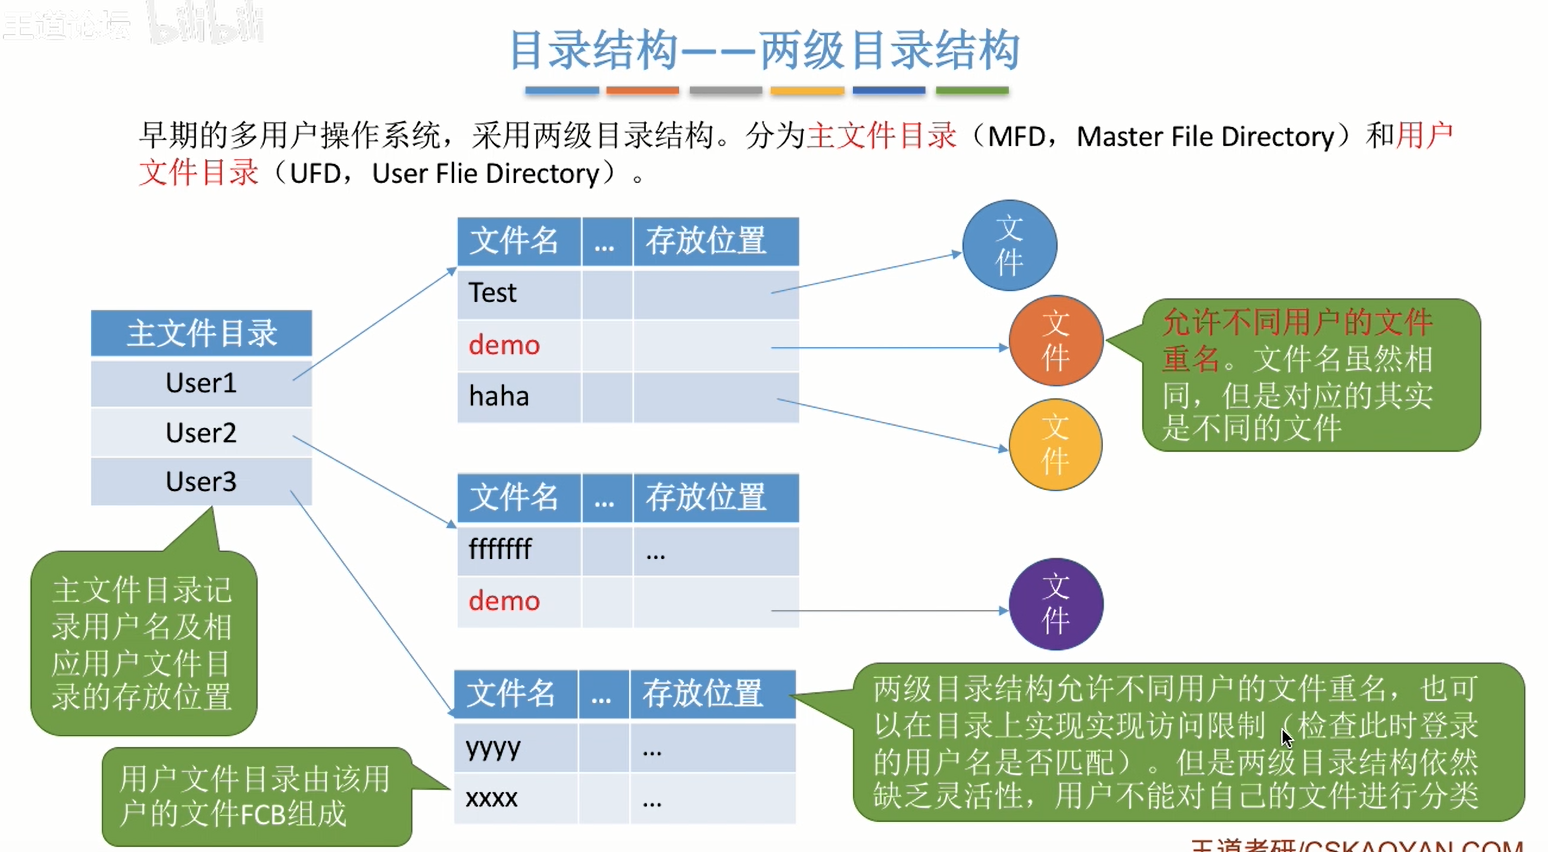 王道论坛 bilibili
目录结构——两级目录结构
早期的多用户操作系统，采用两级目录结构。分为主文件目录（MFD，Master File Directory）和用户
文件目录（UFD，User Flie Directory）。
主文件目录
User1
User2
User3
文件名 ... 存放位置
Test
demo
haha
文件名 ... 存放位置
fffffff ...
demo
文件名 ... 存放位置
yyyy ...
xxxx ...
文
件
文
件
文
件
文
件
允许不同用户的文件
重名。文件名虽然相
同，但是对应的其实
是不同的文件
主文件目录记
录用户名及相
应用户文件目
录的存放位置
用户文件目录由该用
户的文件FCB组成
两级目录结构允许不同用户的文件重名，也可
以在目录上实现实现访问限制（检查此时登录
的用户名是否匹配）。但是两级目录结构依然
缺乏灵活性，用户不能对自己的文件进行分类
王道考研/CSKAOYAN.COM